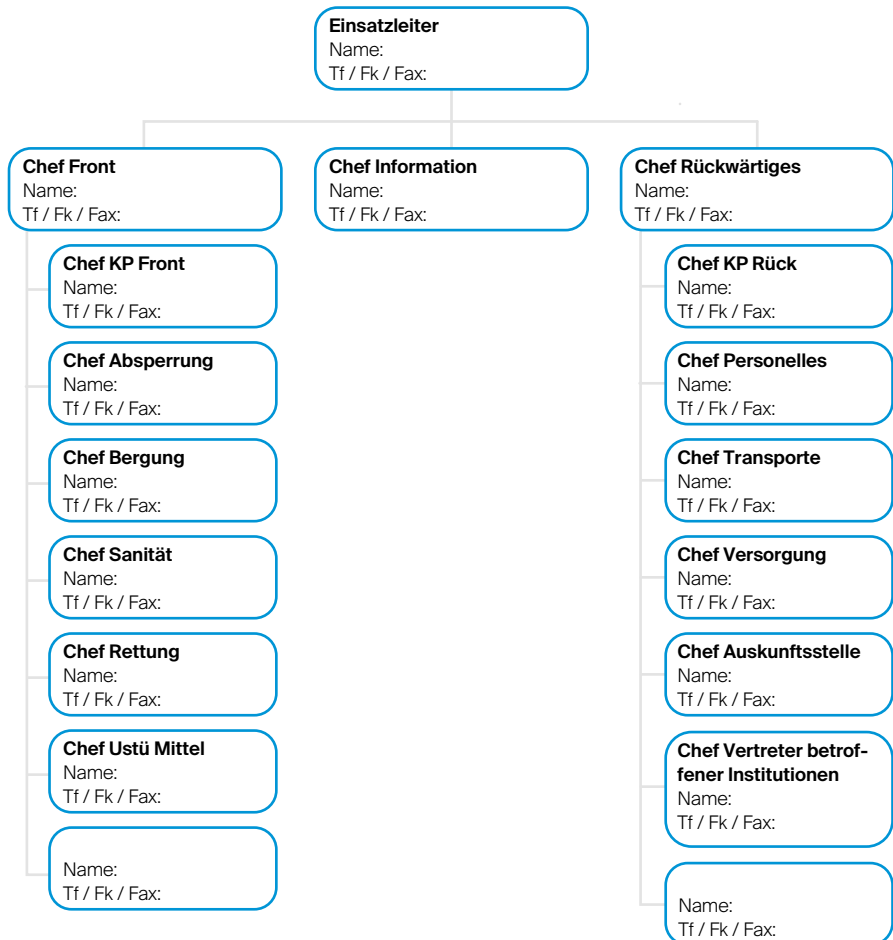 Einsatzleiter
Name:
Tf / Fk / Fax:
Chef Front
Name:
Tf / Fk / Fax:
Chef Information
Name:
Tf / Fk / Fax:
Chef Rückwärtiges
Name:
Tf / Fk / Fax:
Chef KP Front
Name:
Tf / Fk / Fax:
Chef Absperrung
Name:
Tf / Fk / Fax:
Chef Bergung
Name:
Tf / Fk / Fax:
Chef Sanität
Name:
Tf / Fk / Fax:
Chef Rettung
Name:
Tf / Fk / Fax:
Chef Ustü Mittel
Name:
Tf / Fk / Fax:
Name:
Tf / Fk / Fax:
Chef KP Rück
Name:
Tf / Fk / Fax:
Chef Personelles
Name:
Tf / Fk / Fax:
Chef Transporte
Name:
Tf / Fk / Fax:
Chef Versorgung
Name:
Tf / Fk / Fax:
Chef Auskunftsstelle
Name:
Tf / Fk / Fax:
Chef Vertreter betrof-
fener Institutionen
Name:
Tf / Fk / Fax:
Name:
Tf / Fk / Fax: